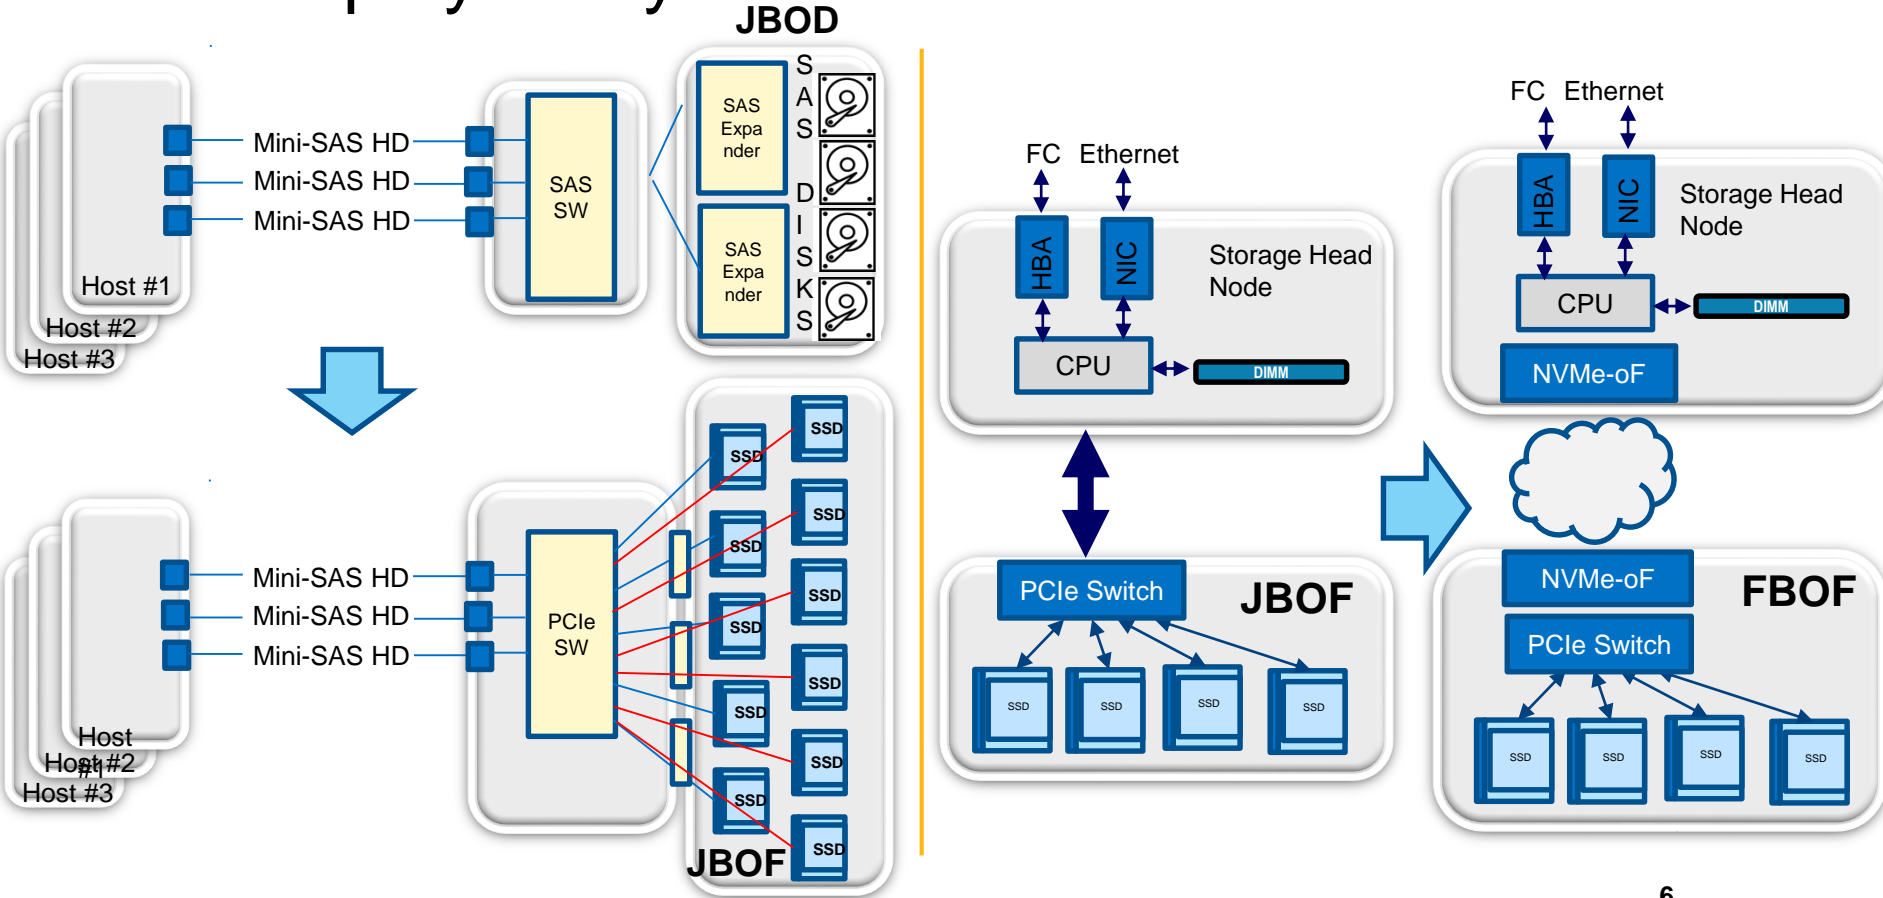 JBOD
Mini-SAS HD
Mini-SAS HD
Mini-SAS HD
Host #1
Host #2
Host #3
SAS
SW
SAS
Expa
nder
SAS
Expa
nder
S
A
S
D
I
S
K
S
Mini-SAS HD
Mini-SAS HD
Mini-SAS HD
Host
#1
Host #2
Host #3
PCIe
SW
SSD
SSD
SSD
SSD
SSD
SSD
SSD
SSD
SSD
SSD
SSD
JBOF
FC Ethernet
HBA
NIC
Storage Head
Node
CPU
DIMM
PCIe Switch
JBOF
SSD
SSD
SSD
SSD
FC Ethernet
HBA
NIC
Storage Head
Node
CPU
DIMM
NVMe-oF
NVMe-oF
FBOF
PCIe Switch
SSD
SSD
SSD
SSD
6